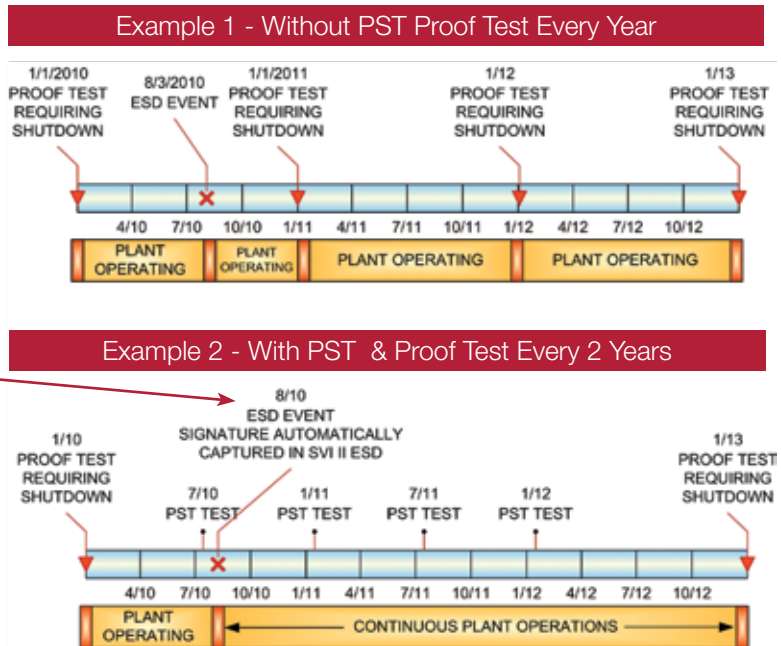 Example 1 - Without PST Proof Test Every Year
1/1/2010
PROOF TEST
REQUIRING
SHUTDOWN
8/3/2010
ESD EVENT
1/1/2011
PROOF TEST
REQUIRING
SHUTDOWN
1/12
PROOF TEST
REQUIRING
SHUTDOWN
1/13
PROOF TEST
REQUIRING
SHUTDOWN
4/10 7/10 10/10 1/11 4/11 7/11 10/11 1/12 4/12 7/12 10/12
PLANT
OPERATING
PLANT
OPERATING
PLANT OPERATING
PLANT OPERATING
Example 2 - With PST & Proof Test Every 2 Years
8/10
ESD EVENT
SIGNATURE AUTOMATICALLY
CAPTURED IN SVI II ESD
1/10
PROOF TEST
REQUIRING
SHUTDOWN
7/10
PST TEST
1/11
PST TEST
7/11
PST TEST
1/12
PST TEST
1/13
PROOF TEST
REQUIRING
SHUTDOWN
4/10 7/10 10/10 1/11 4/11 7/11 10/11 1/12 4/12 7/12 10/12
PLANT
OPERATING
CONTINUOUS PLANT OPERATIONS